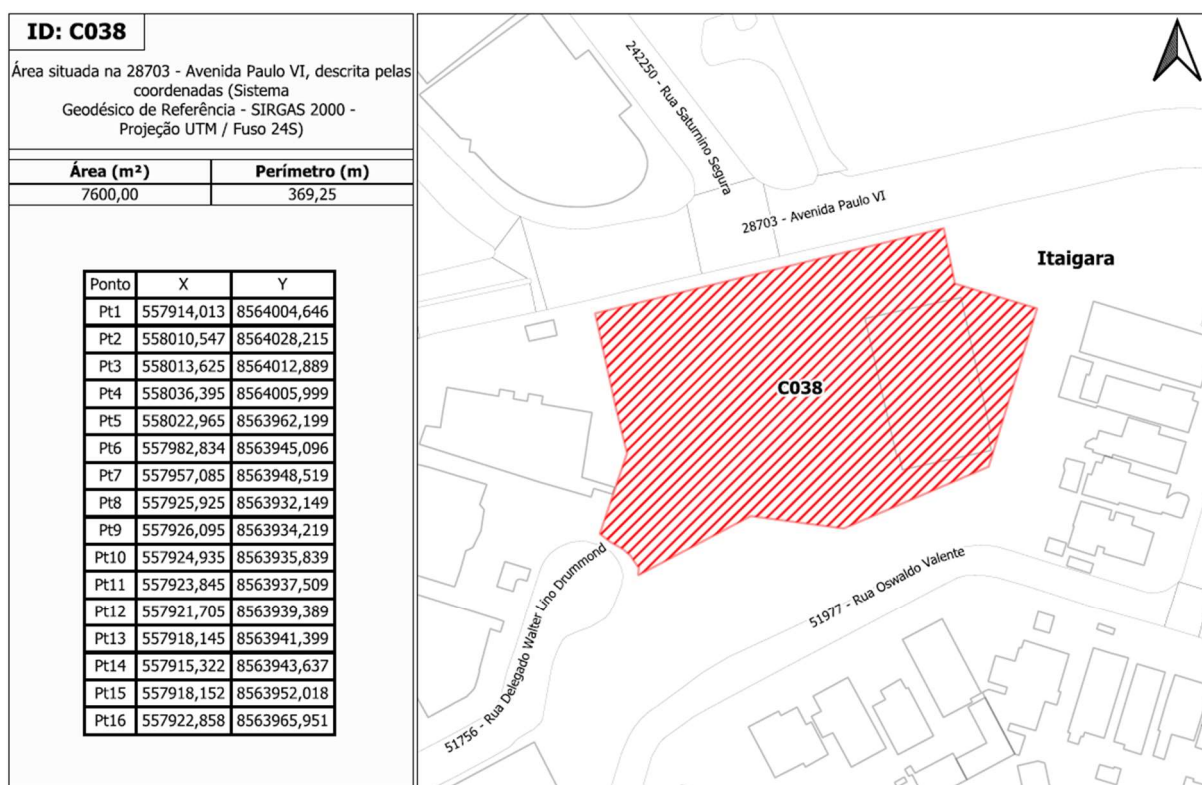 ID: C038
Área situada na 28703 - Avenida Paulo VI, descrita pelas
coordenadas (Sistema
Geodésico de Referência - SIRGAS 2000 -
Projeção UTM / Fuso 24S)
Área (m²) Perímetro (m)
7600,00 369,25
Ponto X Y
Pt1 557914,013 8564004,646
Pt2 558010,547 8564028,215
Pt3 558013,625 8564012,889
Pt4 558036,395 8564005,999
Pt5 558022,965 8563962,199
Pt6 557982,834 8563945,096
Pt7 557957,085 8563948,519
Pt8 557925,925 8563932,149
Pt9 557926,095 8563934,219
Pt10 557924,935 8563935,839
Pt11 557923,845 8563937,509
Pt12 557921,705 8563939,389
Pt13 557918,145 8563941,399
Pt14 557915,322 8563943,637
Pt15 557918,152 8563952,018
Pt16 557922,858 8563965,951
242250 - Rua Saturnino Segura
28703 - Avenida Paulo VI
Itaigara
C038
51756 - Rua Delegado Walter Lino Drummond
51977 - Rua Oswaldo Valente